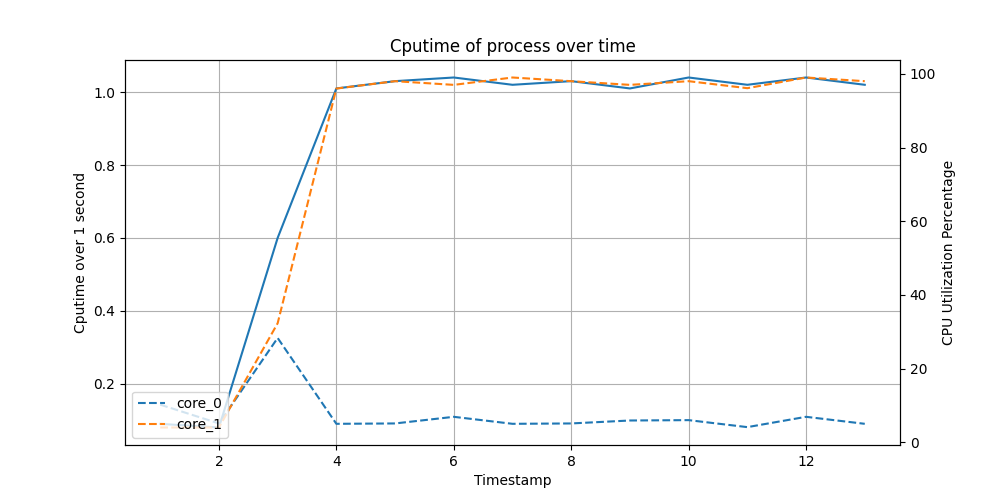 Cputime of process over time
Cputime over 1 second
1.0
0.8
0.6
0.4
0.2
100
80
60
40
20
0
CPU Utilization Percentage
core_0
core_1
2 4 6 8 10 12
Timestamp